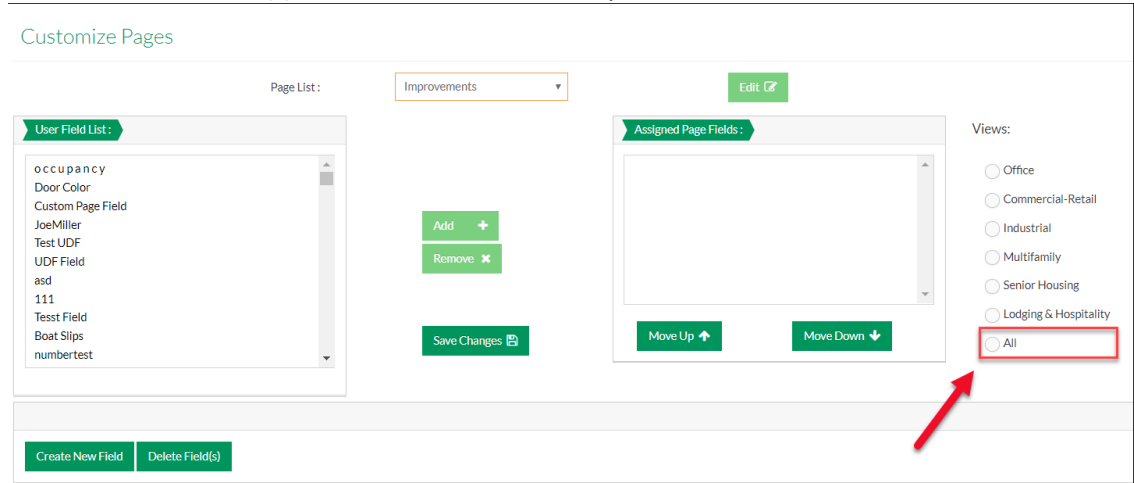 Customize Pages
Page List :
Improvements
Edit
User Field List :
o c c u p a n c y
Door Color
Custom Page Field
JoeMiller
Test UDF
UDF Field
asd
111
Tesst Field
Boat Slips
numbertest
Add
Remove
Save Changes
Assigned Page Fields :
Move Up
Move Down
Views:
Office
Commercial-Retail
Industrial
Multifamily
Senior Housing
Lodging & Hospitality
All
Create New Field
Delete Field(s)